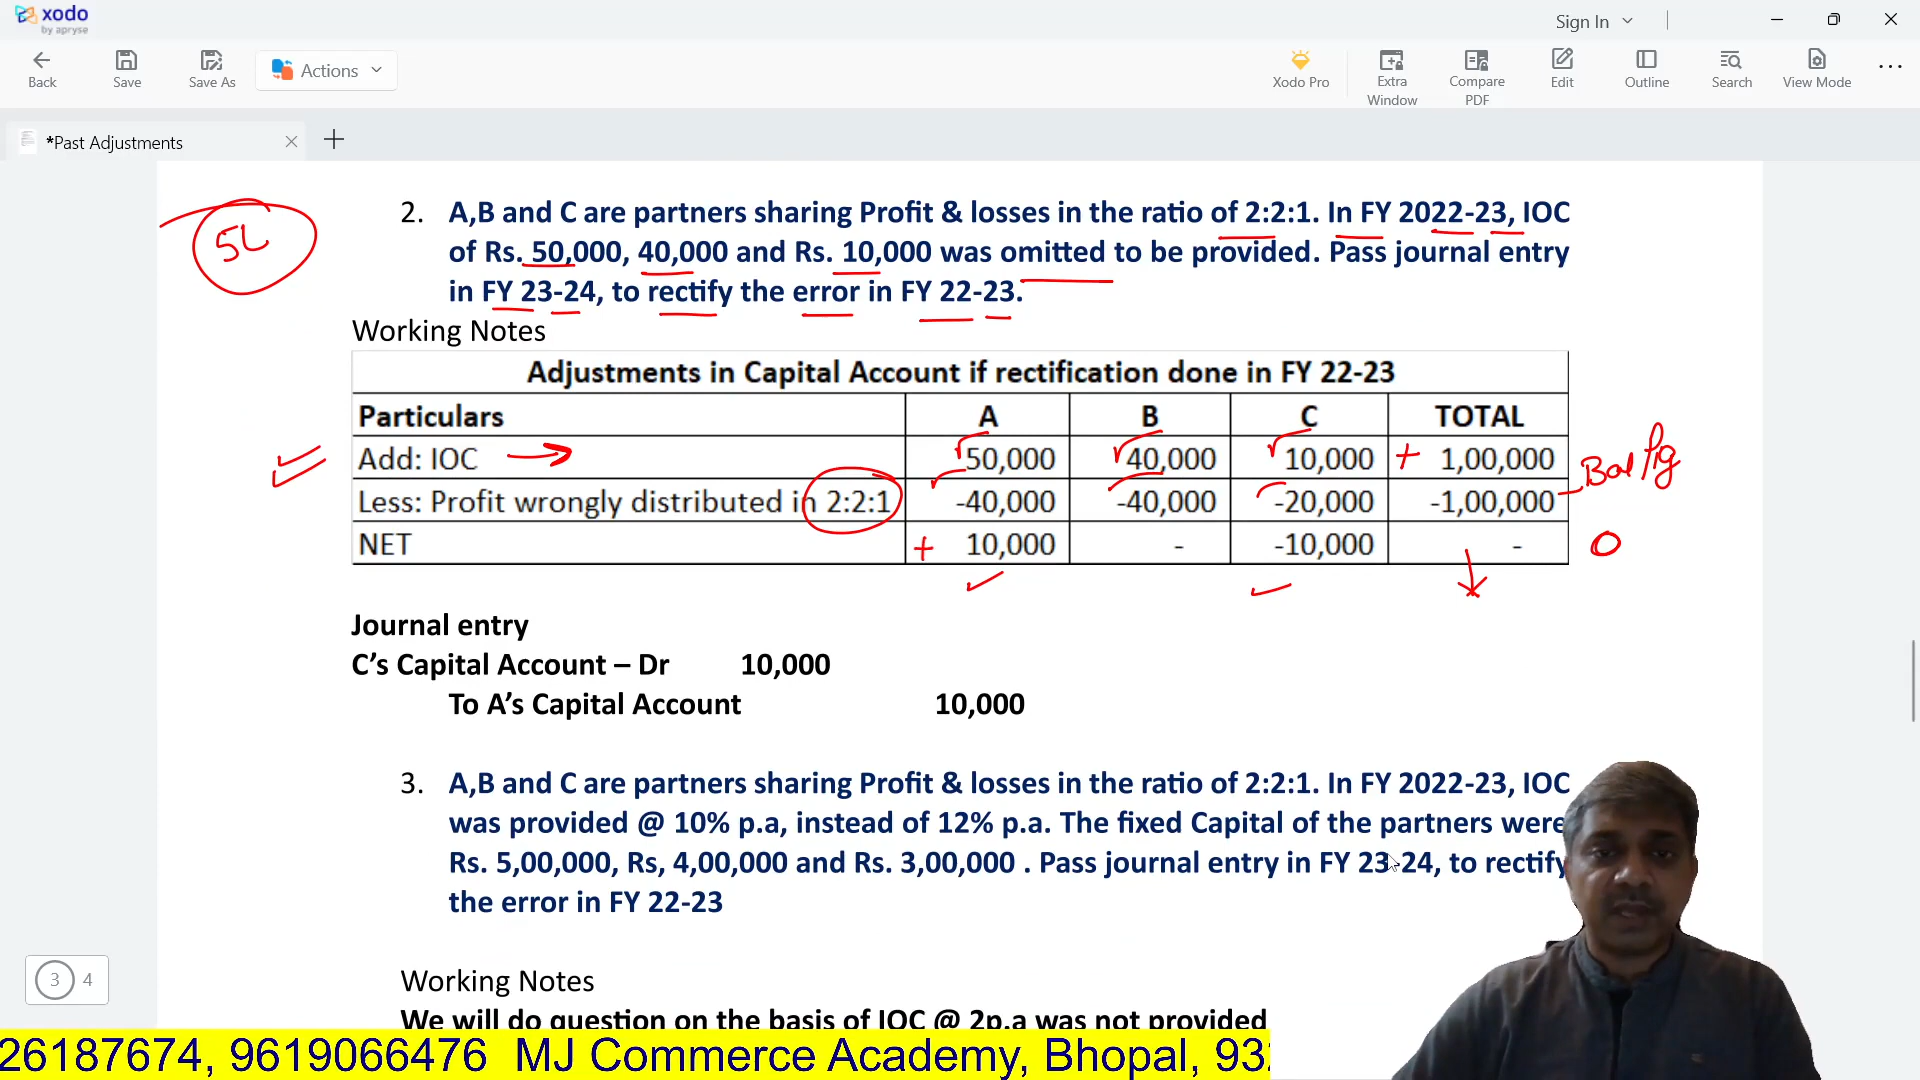 xodo
by apryse
Sign In
Back
Save
Save As
Actions
Xodo Pro
Extra Window
Compare PDF
Edit
Outline
Search
View Mode
*Past Adjustments
5L
2. A,B and C are partners sharing Profit & losses in the ratio of 2:2:1. In FY 2022-23, IOC
of Rs. 50,000, 40,000 and Rs. 10,000 was omitted to be provided. Pass journal entry
in FY 23-24, to rectify the error in FY 22-23.
Working Notes
Adjustments in Capital Account if rectification done in FY 22-23
Particulars A B C TOTAL
Add: IOC 50,000 40,000 10,000 + 1,00,000
Less: Profit wrongly distributed in 2:2:1 -40,000 -40,000 -20,000 -1,00,000
Bal fig
NET + 10,000 - -10,000 - 0
Journal entry
C’s Capital Account – Dr 10,000
To A’s Capital Account 10,000
3. A,B and C are partners sharing Profit & losses in the ratio of 2:2:1. In FY 2022-23, IOC
was provided @ 10% p.a, instead of 12% p.a. The fixed Capital of the partners were
Rs. 5,00,000, Rs, 4,00,000 and Rs. 3,00,000 . Pass journal entry in FY 23-24, to rectify
the error in FY 22-23
Working Notes
We will do question on the basis of IOC @ 2p.a was not provided
3 4
26187674, 9619066476 MJ Commerce Academy, Bhopal, 93